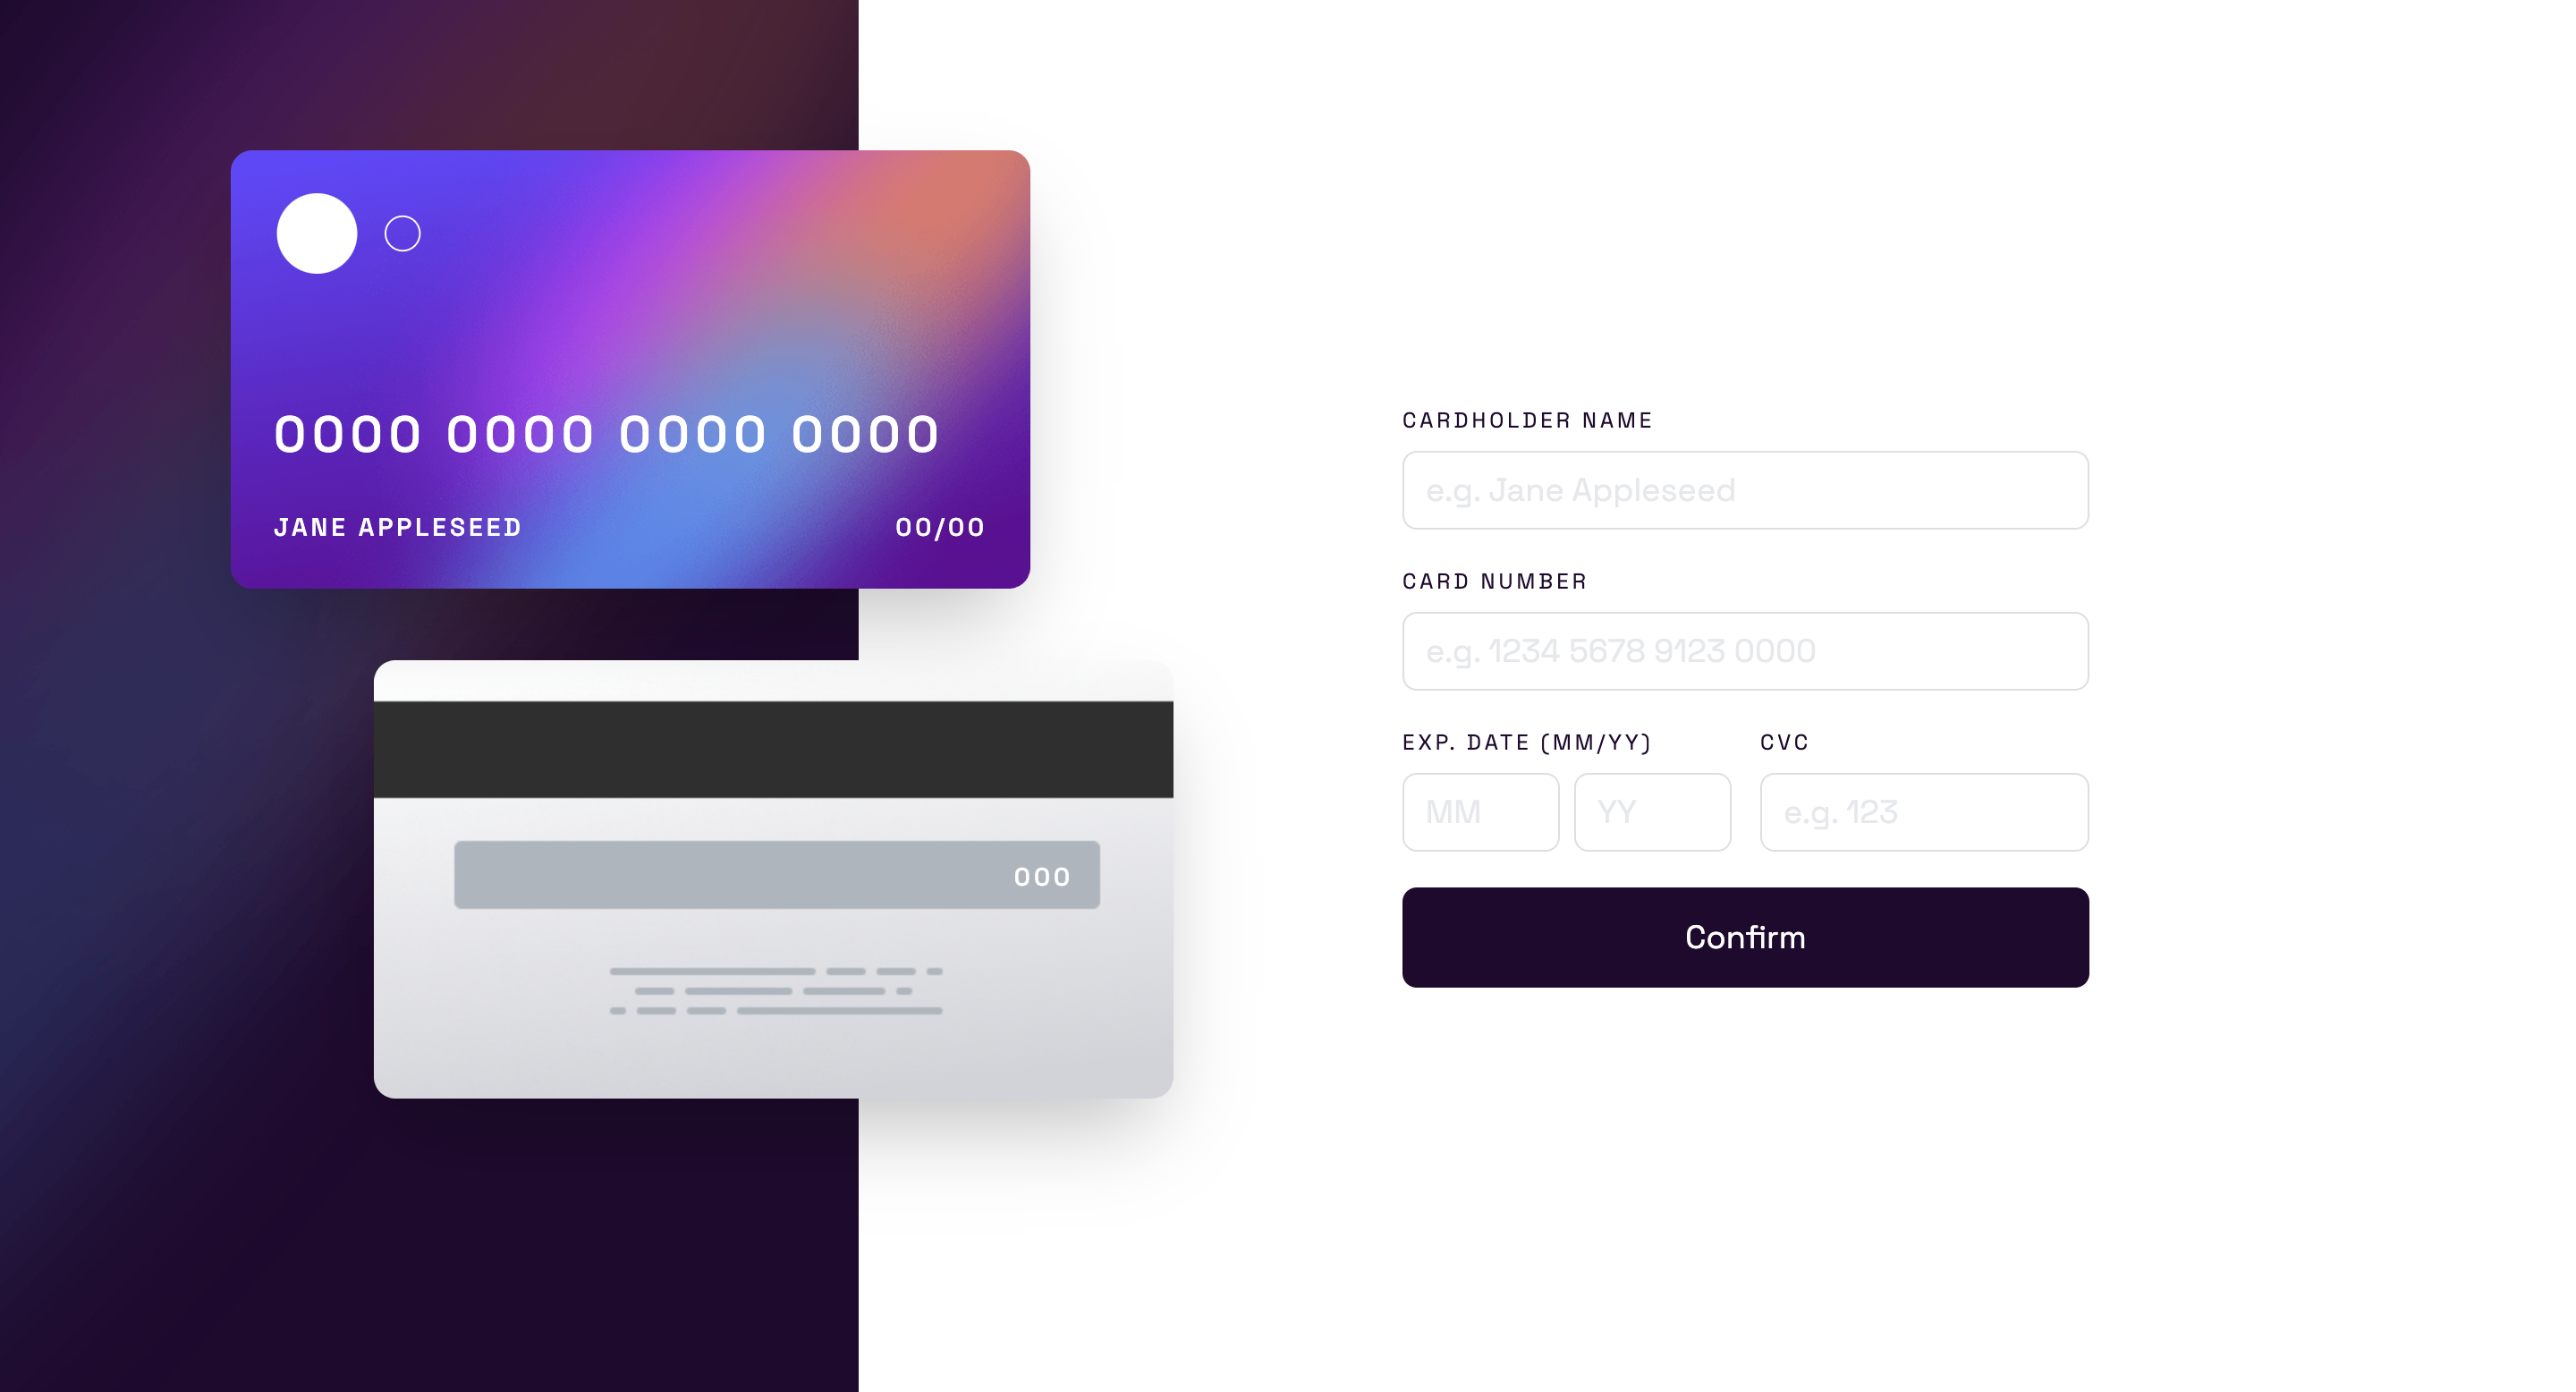 0000 0000 0000 0000
JANE APPLESEED 00/00
000
CARDHOLDER NAME
e.g. Jane Appleseed
CARD NUMBER
e.g. 1234 5678 9123 0000
EXP. DATE (MM/YY) CVC
MM YY e.g. 123
Confirm